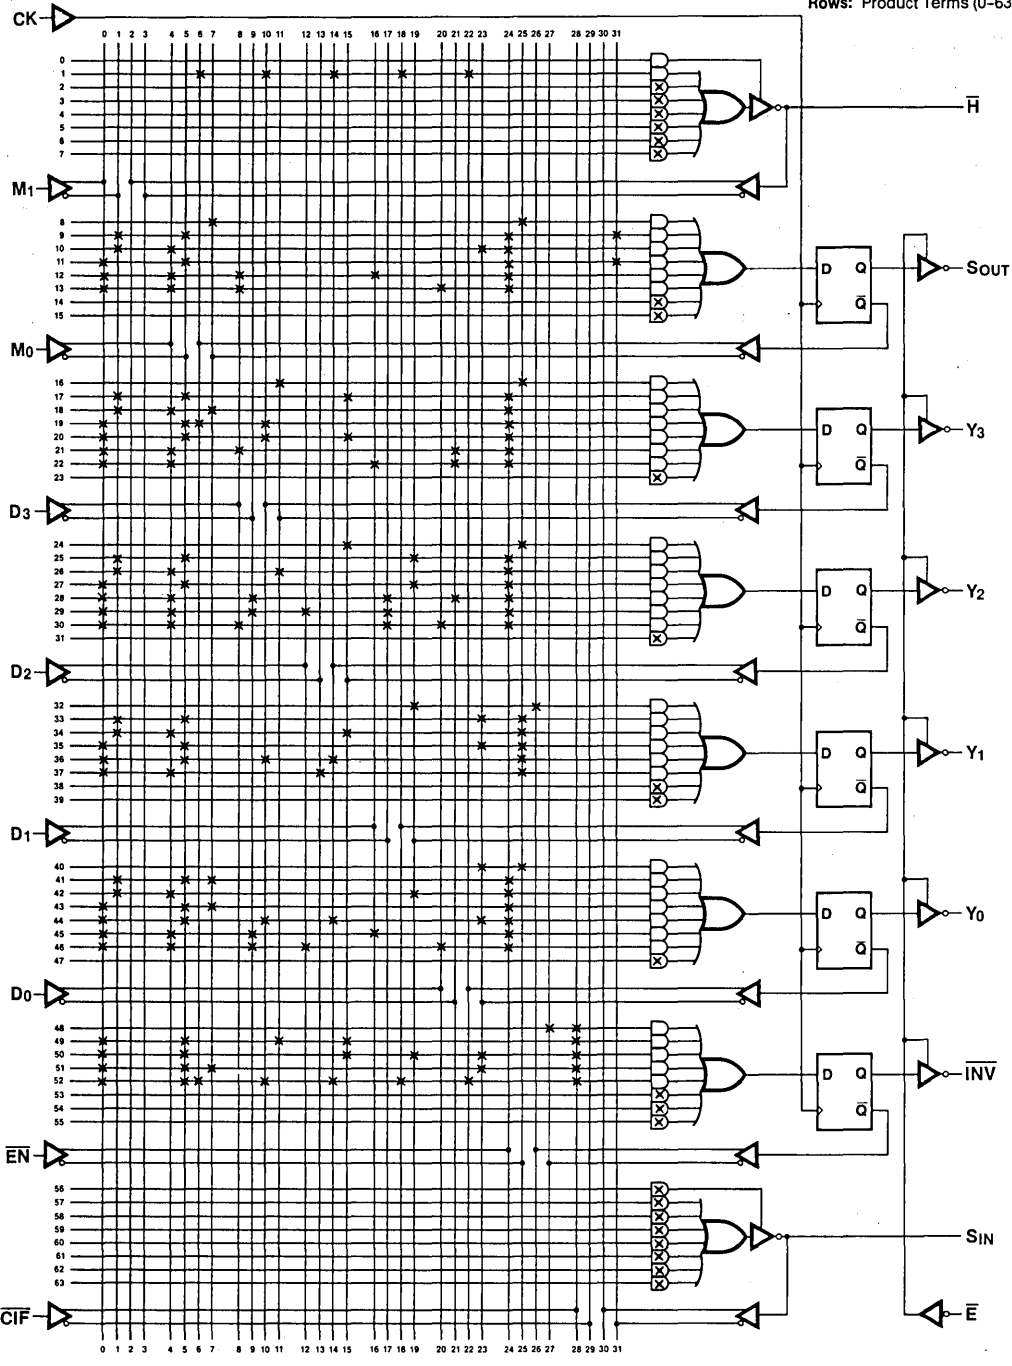 Rows: Product Terms (0–63
CK
0 1 2 3 4 5 6 7 8 9 10 11 12 13 14 15 16 17 18 19 20 21 22 23 24 25 26 27 28 29 30 31
0
1
2
3
4
5
6
7
H
M1
8
9
10
11
12
13
14
15
D Q
Q
SOUT
M0
16
17
18
19
20
21
22
23
D Q
Q
Y3
D3
24
25
26
27
28
29
30
31
D Q
Q
Y2
D2
32
33
34
35
36
37
38
39
D Q
Q
Y1
D1
40
41
42
43
44
45
46
47
D Q
Q
Y0
D0
48
49
50
51
52
53
54
55
D Q
Q
INV
EN
56
57
58
59
60
61
62
63
SIN
CIF
E
0 1 2 3 4 5 6 7 8 9 10 11 12 13 14 15 16 17 18 19 20 21 22 23 24 25 26 27 28 29 30 31